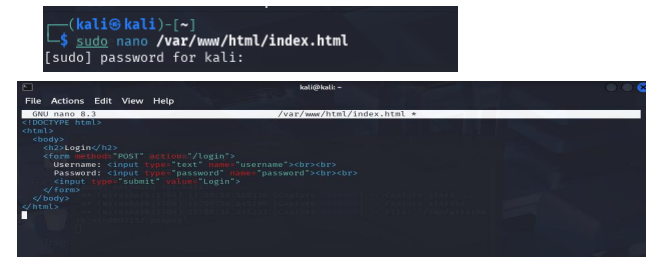 (kali㉿kali)-[~]
$ sudo nano /var/www/html/index.html
[sudo] password for kali:
kali@kali: ~
File Actions Edit View Help
GNU nano 8.3 /var/www/html/index.html *
<!DOCTYPE html>
<html>
<body>
<h2>Login</h2>
<form method="POST" action="/login">
Username: <input type="text" name="username"><br><br>
Password: <input type="password" name="password"><br><br>
<input type="submit" value="Login">
</form>
</body>
</html>